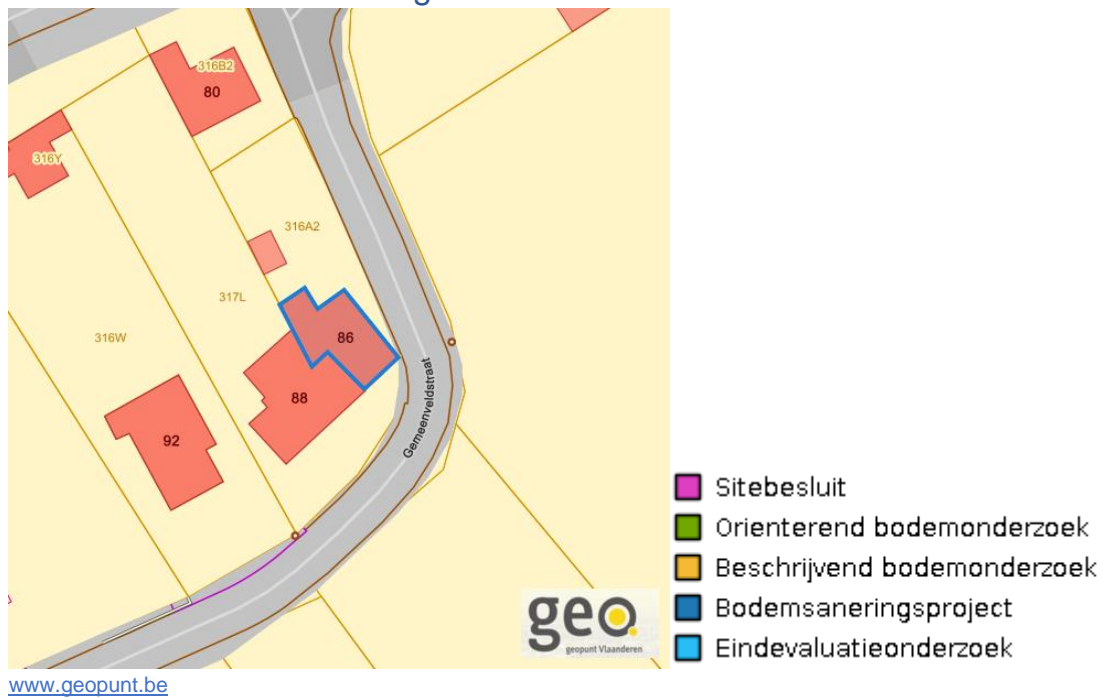 316B2
80
316Y
316A2
317L
316W
86
88
92
Gemeenveldstraat
geo
geopunt Vlaanderen
Sitebesluit
Orienterend bodemonderzoek
Beschrijvend bodemonderzoek
Bodemsaneringsproject
Eindevaluatieonderzoek
www.geopunt.be